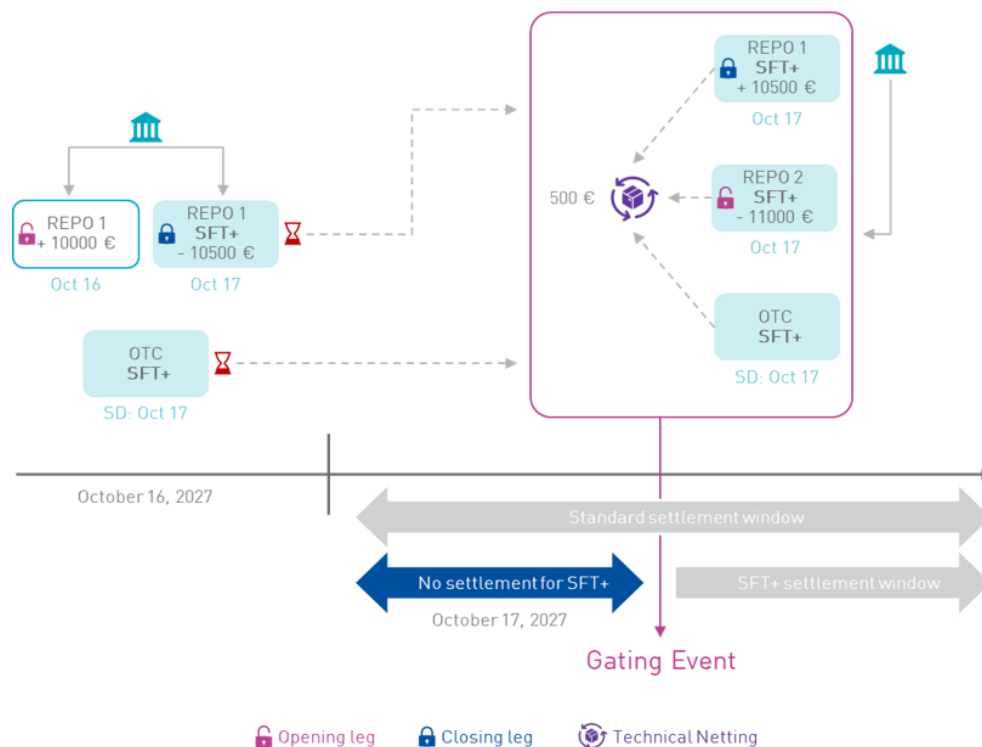 REPO 1
+ 10000 €
Oct 16
REPO 1
SFT+
- 10500 €
Oct 17
OTC
SFT+
SD: Oct 17
REPO 1
SFT+
+ 10500 €
Oct 17
500 €
REPO 2
SFT+
- 11000 €
Oct 17
OTC
SFT+
SD: Oct 17
October 16, 2027
Standard settlement window
No settlement for SFT+
SFT+ settlement window
October 17, 2027
Gating Event
Opening leg
Closing leg
Technical Netting